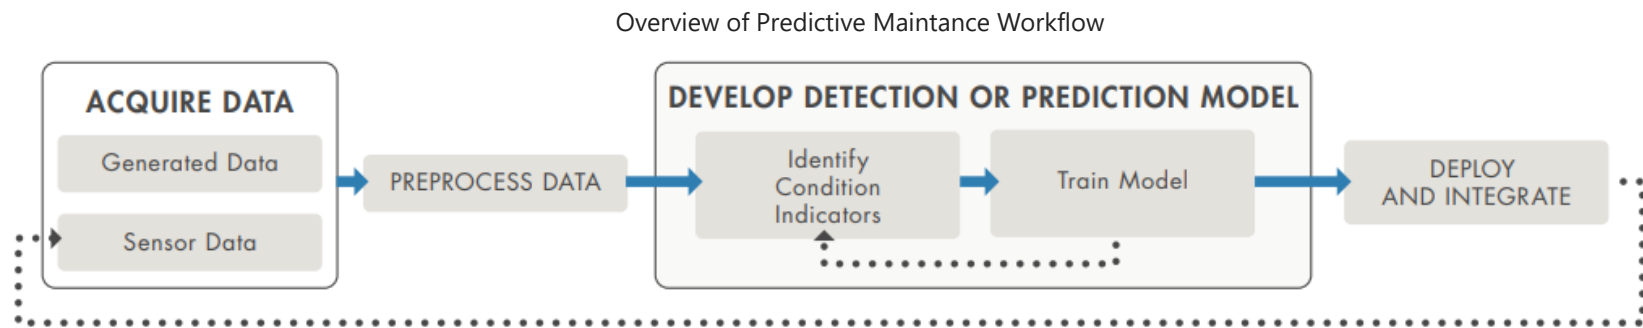 Overview of Predictive Maintance Workflow
ACQUIRE DATA
Generated Data
Sensor Data
PREPROCESS DATA
DEVELOP DETECTION OR PREDICTION MODEL
Identify
Condition
Indicators
Train Model
DEPLOY
AND INTEGRATE